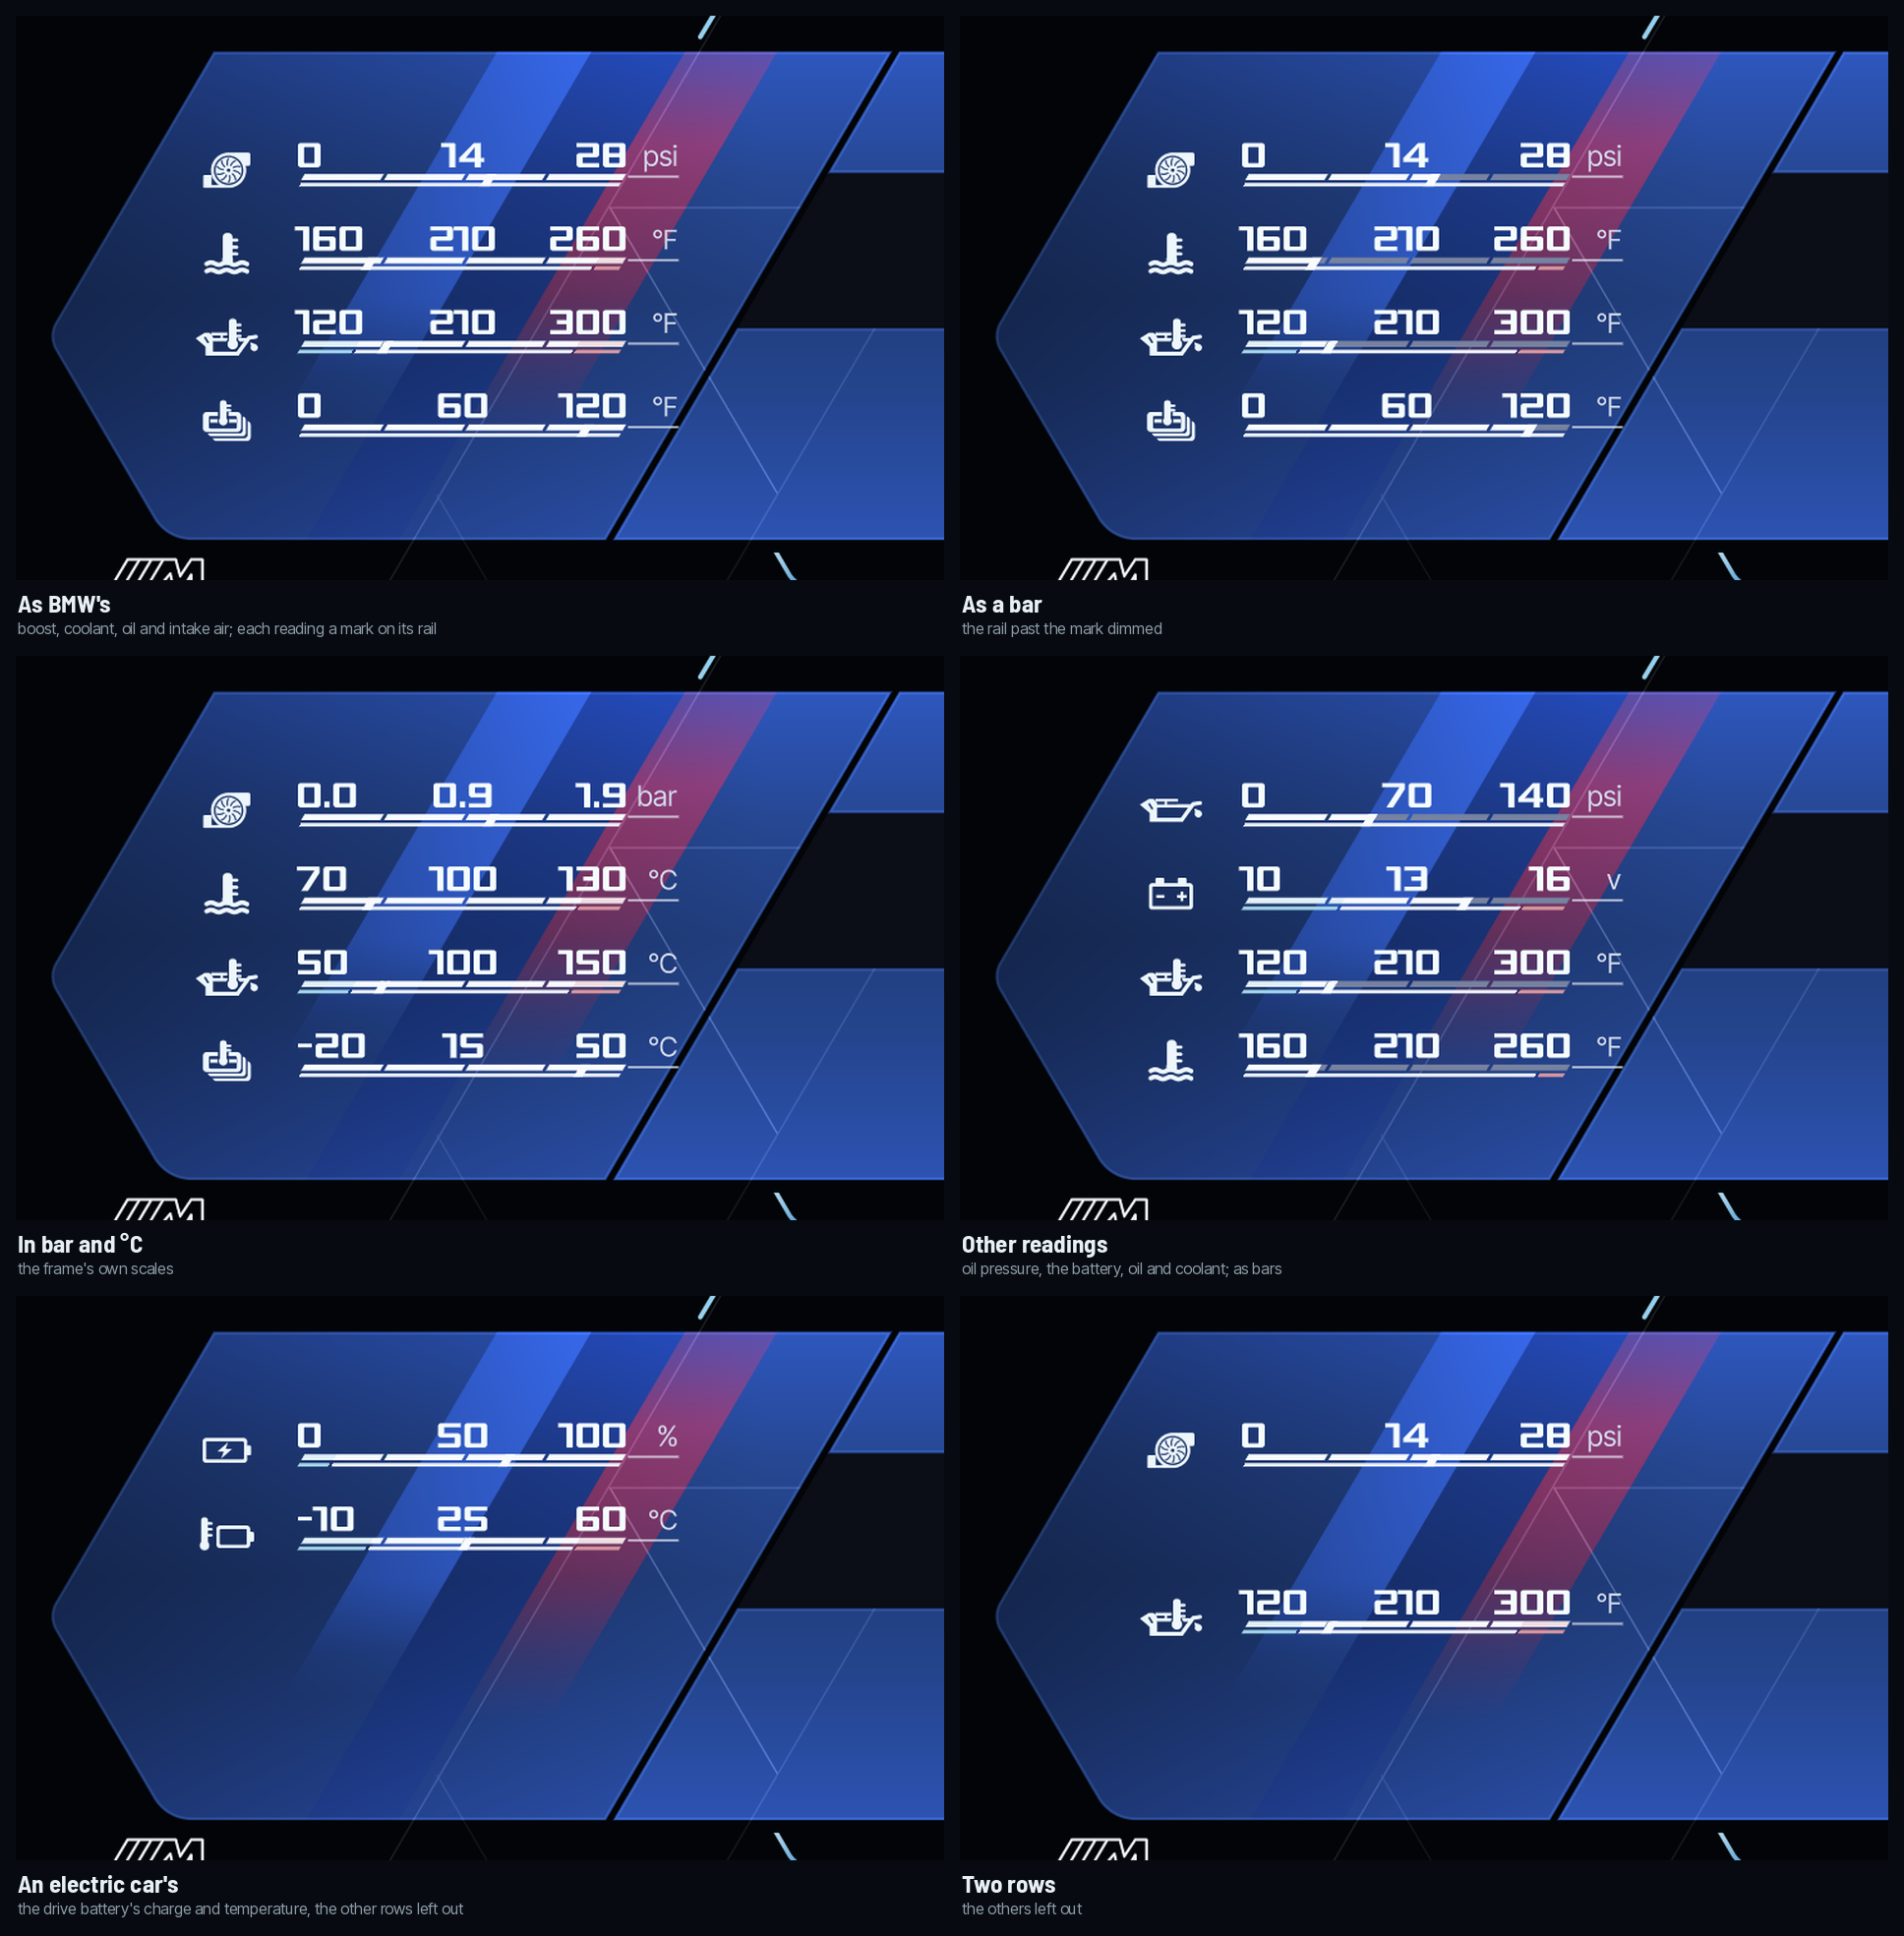 0 14 28 psi
160 210 260 °F
120 210 300 °F
0 60 120 °F
M
As BMW's
boost, coolant, oil and intake air; each reading a mark on its rail
0 14 28 psi
160 210 260 °F
120 210 300 °F
0 60 120 °F
M
As a bar
the rail past the mark dimmed
0.0 0.9 1.9 bar
70 100 130 °C
50 100 150 °C
-20 15 50 °C
M
In bar and °C
the frame's own scales
0 70 140 psi
10 13 16 V
120 210 300 °F
160 210 260 °F
M
Other readings
oil pressure, the battery, oil and coolant; as bars
0 50 100 %
-10 25 60 °C
M
An electric car's
the drive battery's charge and temperature, the other rows left out
0 14 28 psi
120 210 300 °F
M
Two rows
the others left out